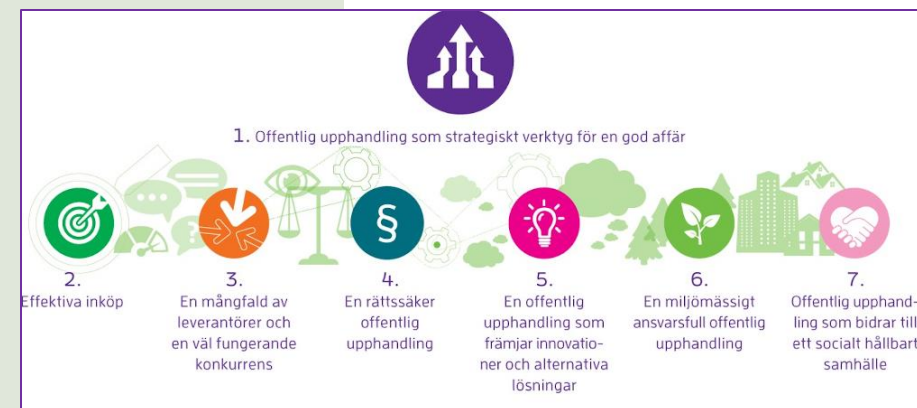 1. Offentlig upphandling som strategiskt verktyg för en god affär
§
2.
Effektiva inköp
3.
En mångfald av
leverantörer och
en väl fungerande
konkurrens
4.
En rättssäker
offentlig
upphandling
5.
En offentlig
upphandling som
främjar innovatio-
ner och alternativa
lösningar
6.
En miljömässigt
ansvarsfull offentlig
upphandling
7.
Offentlig upphand-
ling som bidrar till
ett socialt hållbart
samhälle